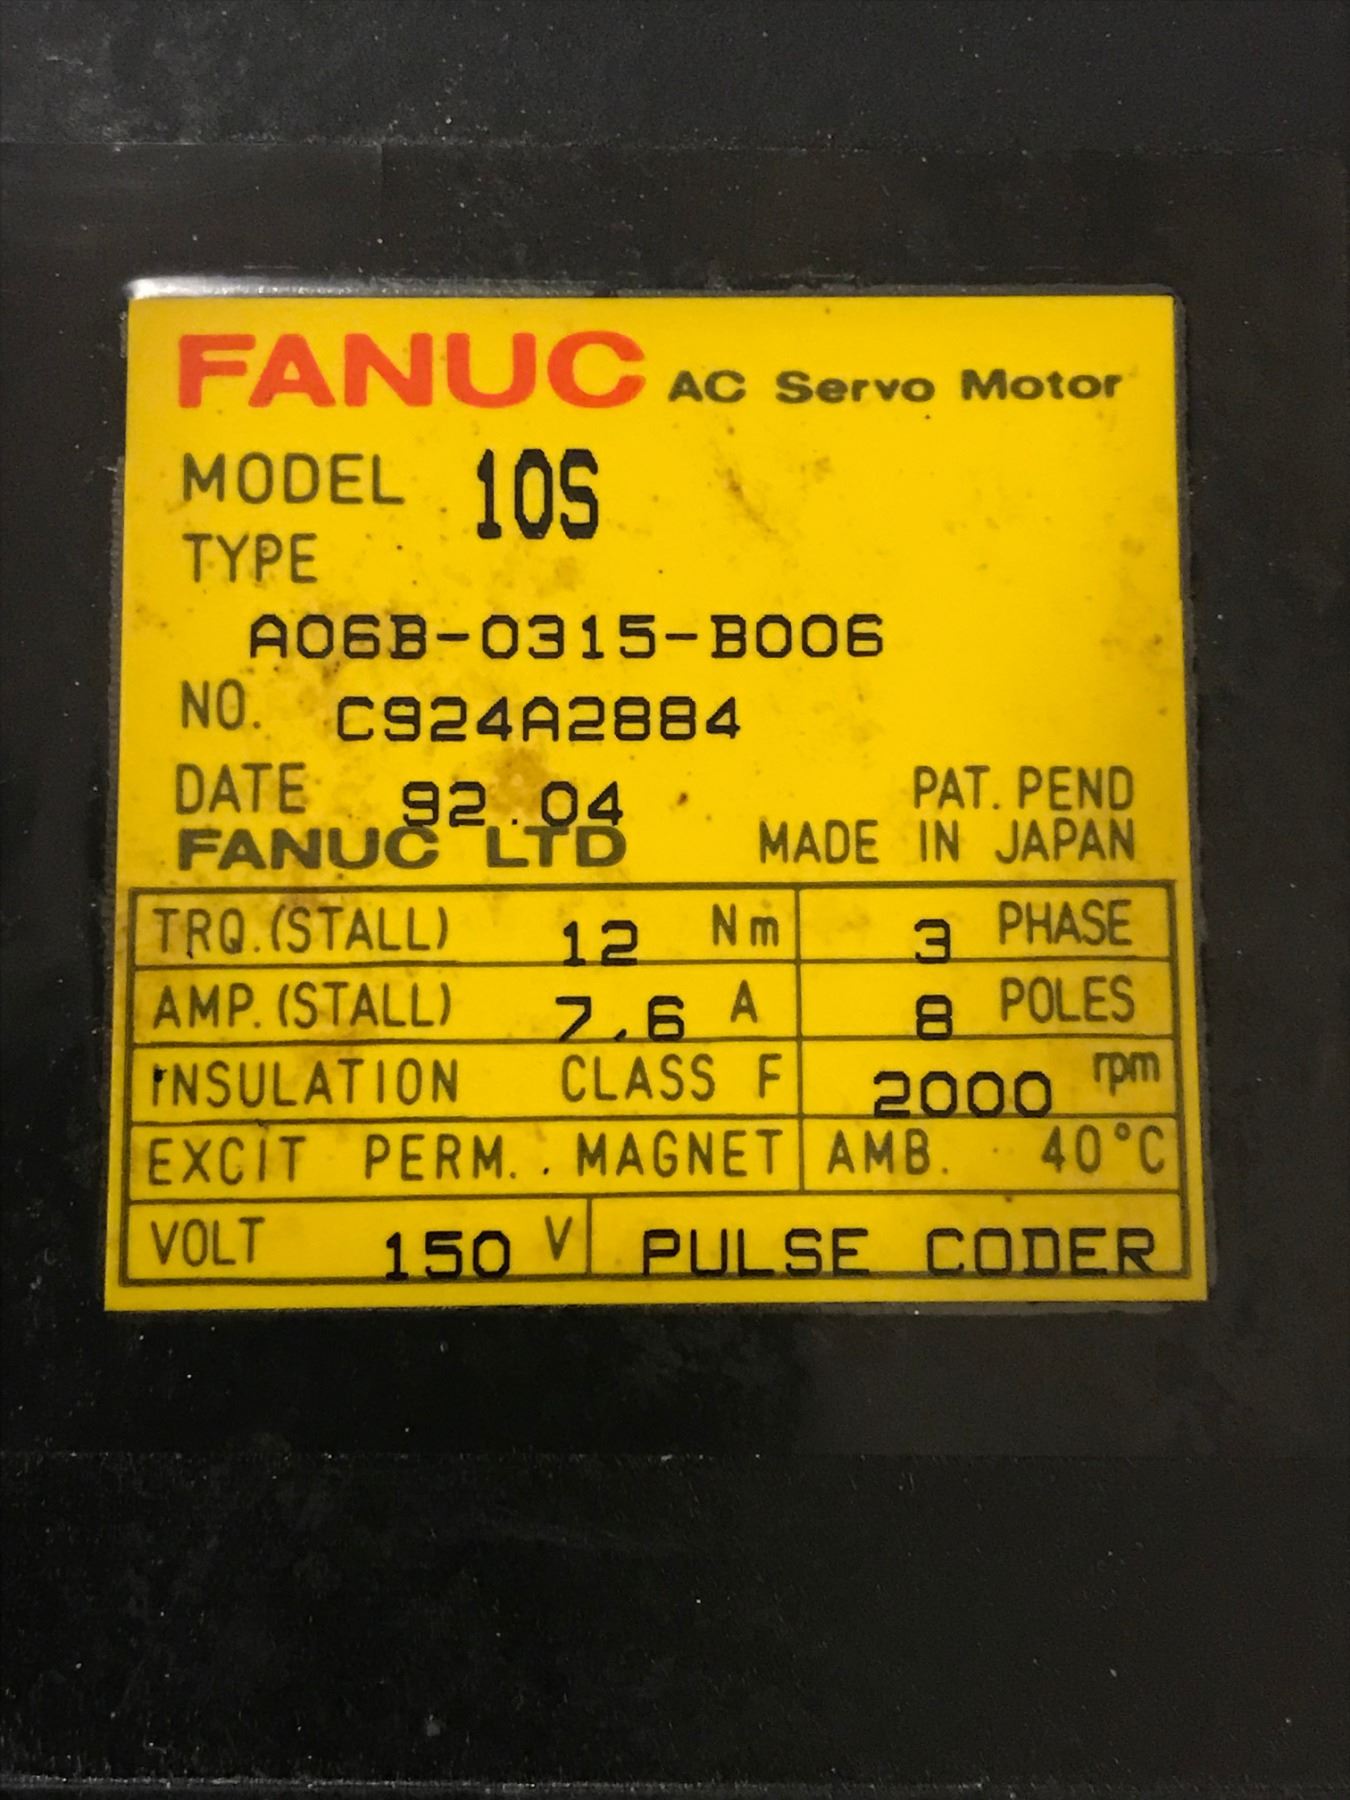 FANUC AC Servo Motor
MODEL 10S
TYPE
A06B-0315-B006
NO. C924A2884
DATE 92.04
PAT. PEND
FANUC LTD MADE IN JAPAN
TRQ.(STALL) 12 Nm 3 PHASE
AMP.(STALL) 7.6 A 8 POLES
INSULATION CLASS F 2000 rpm
EXCIT PERM. MAGNET AMB. 40°C
VOLT 150 V PULSE CODER